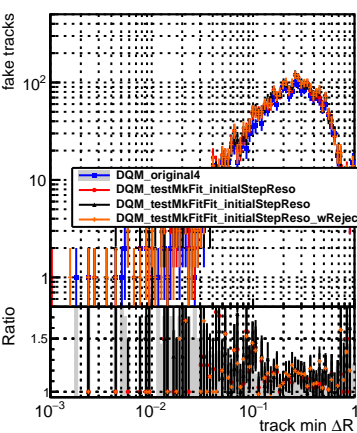 fake tracks
10²
10
1
DQM_original4
DQM_testMkFit_initialStepReso
DQM_testMkFitFit_initialStepReso
DQM_testMkFitFit_initialStepReso_wRejec
Ratio
1.5
1
10⁻³ 10⁻² 10⁻¹ 1
track min ΔR